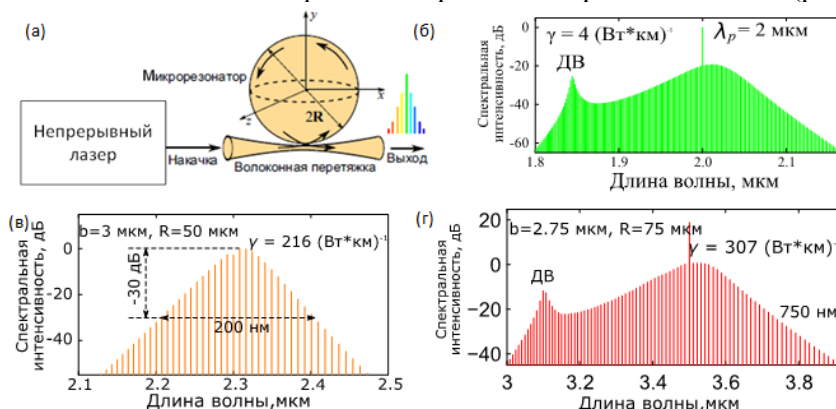 (а)
y
x
z
2R
Микрорезонатор
Непрерывный
лазер
Накачка
Волоконная перетяжка
Выход
(б)
γ = 4 (Вт*км)⁻¹
λp = 2 мкм
ДВ
Спектральная
интенсивность, дБ
0
-20
-40
-60
1.8
1.9
2.0
2.1
Длина волны, мкм
(в)
b=3 мкм, R=50 мкм
γ = 216 (Вт*км)⁻¹
-30 дБ
200 нм
Спектральная
интенсивность, дБ
0
-20
-40
2.1
2.2
2.3
2.4
2.5
Длина волны,мкм
(г)
b=2.75 мкм, R=75 мкм
γ = 307 (Вт*км)⁻¹
ДВ
750 нм
Спектральная
интенсивность, дБ
20
0
-20
-40
3
3.2
3.4
3.6
3.8
Длина волны,мкм